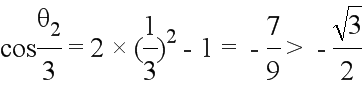 cos θ₂/3 = 2 × (1/3)² - 1 = - 7/9 > - √3/2